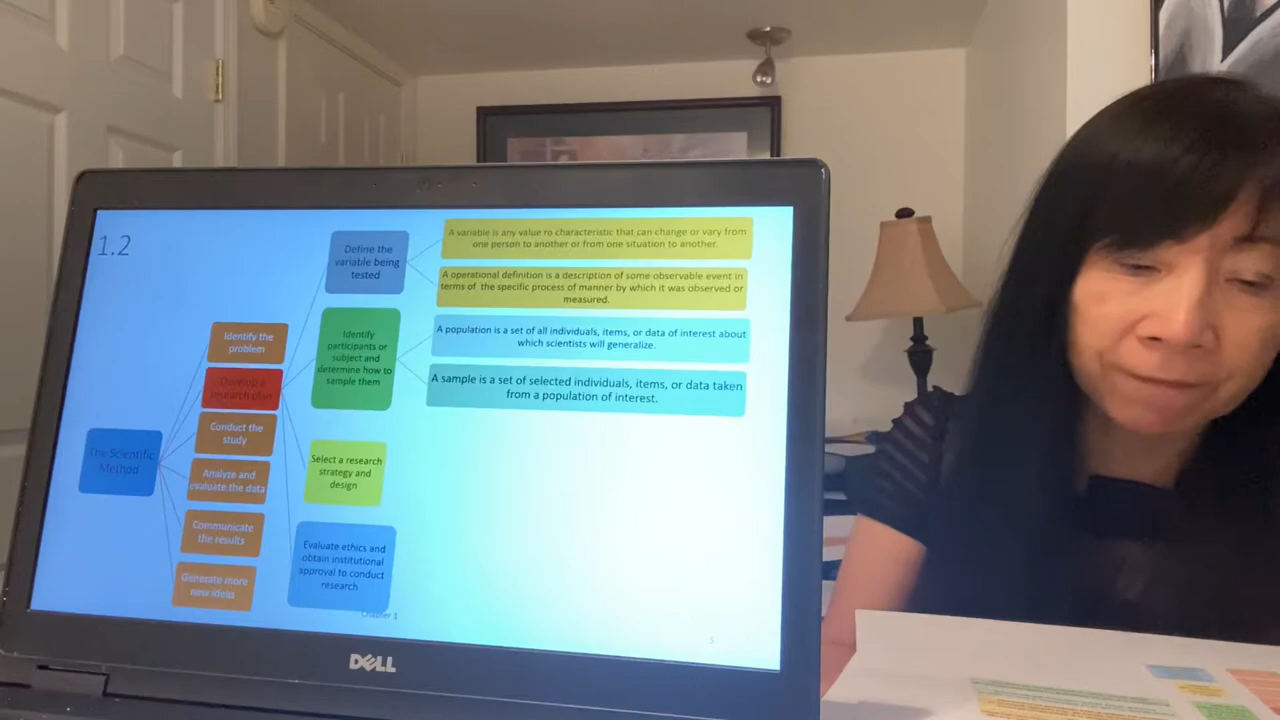 1.2
The Scientific
Method
Identify the
problem
Develop a
research plan
Conduct the
study
Analyze and
evaluate the data
Communicate
the results
Generate more
new ideas
Define the
variable being
tested
Identify
participants or
subject and
determine how to
sample them
Select a research
strategy and
design
Evaluate ethics and
obtain institutional
approval to conduct
research
A variable is any value ro characteristic that can change or vary from
one person to another or from one situation to another.
A operational definition is a description of some observable event in
terms of the specific process of manner by which it was observed or
measured.
A population is a set of all individuals, items, or data of interest about
which scientists will generalize.
A sample is a set of selected individuals, items, or data taken
from a population of interest.
Chapter 1
5
DELL